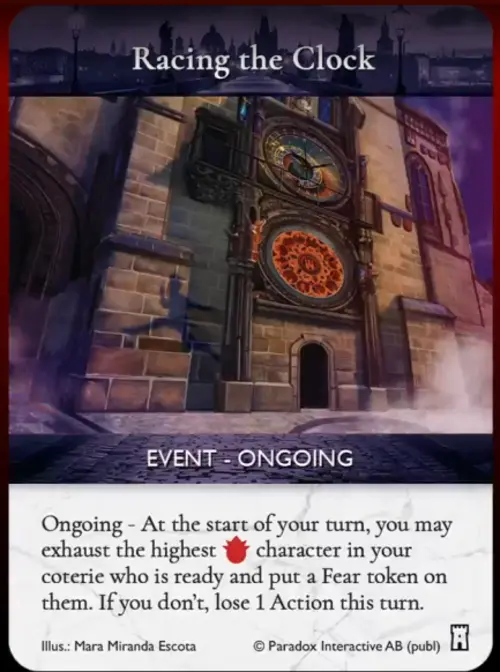 Racing the Clock
EVENT - ONGOING
Ongoing - At the start of your turn, you may
exhaust the highest character in your
coterie who is ready and put a Fear token on
them. If you don't, lose 1 Action this turn.
Illus.: Mara Miranda Escota © Paradox Interactive AB (publ)